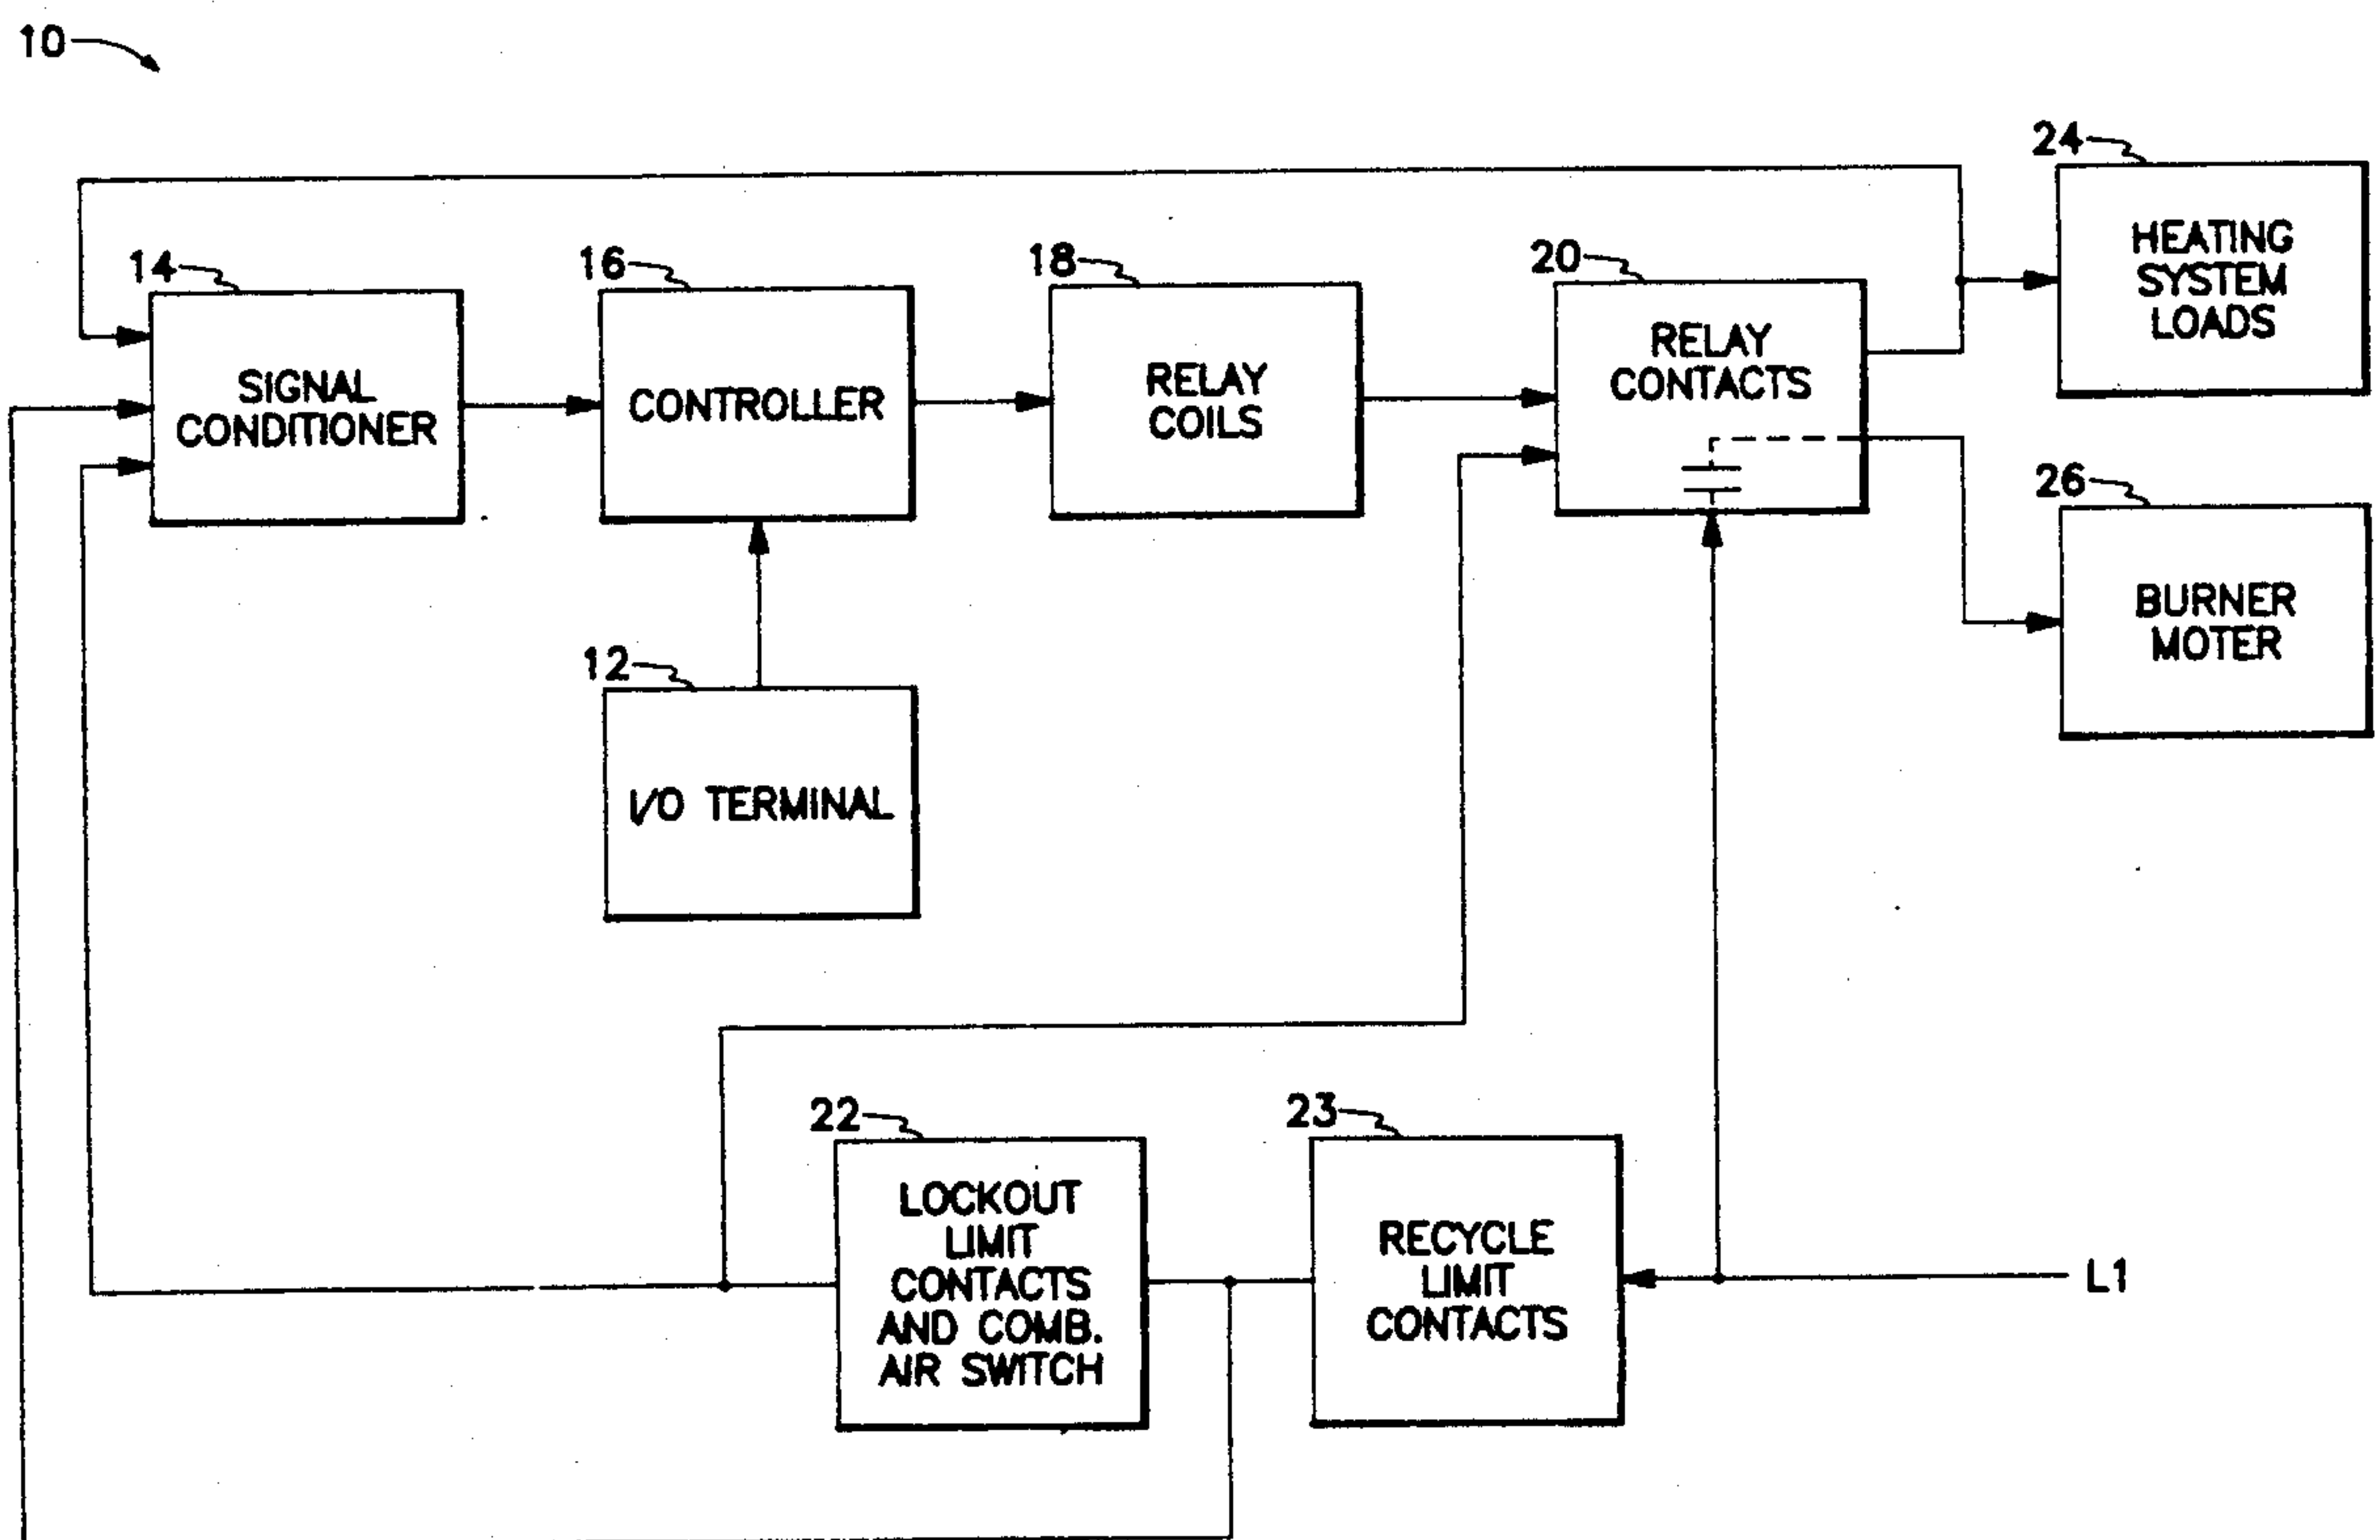 10
24
HEATING
SYSTEM
LOADS
14
SIGNAL
CONDITIONER
16
CONTROLLER
18
RELAY
COILS
20
RELAY
CONTACTS
26
BURNER
MOTER
12
I/O TERMINAL
22
LOCKOUT
LIMIT
CONTACTS
AND COMB.
AIR SWITCH
23
RECYCLE
LIMIT
CONTACTS
L1